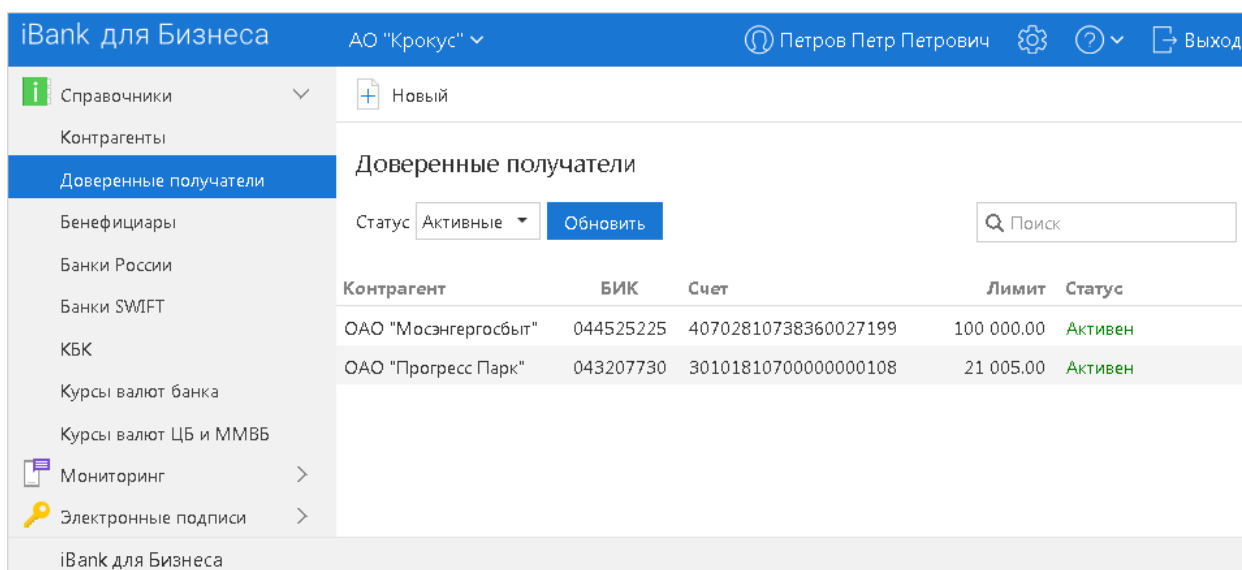 iBank для Бизнеса АО "Крокус" Петров Петр Петрович Выход
Справочники
Контрагенты
Доверенные получатели
Бенефициары
Банки России
Банки SWIFT
КБК
Курсы валют банка
Курсы валют ЦБ и ММВБ
Мониторинг
Электронные подписи
Новый
Доверенные получатели
Статус Активные Обновить Поиск
Контрагент БИК Счет Лимит Статус
ОАО "Мосэнгергосбыт" 044525225 40702810738360027199 100 000.00 Активен
ОАО "Прогресс Парк" 043207730 30101810700000000108 21 005.00 Активен
iBank для Бизнеса